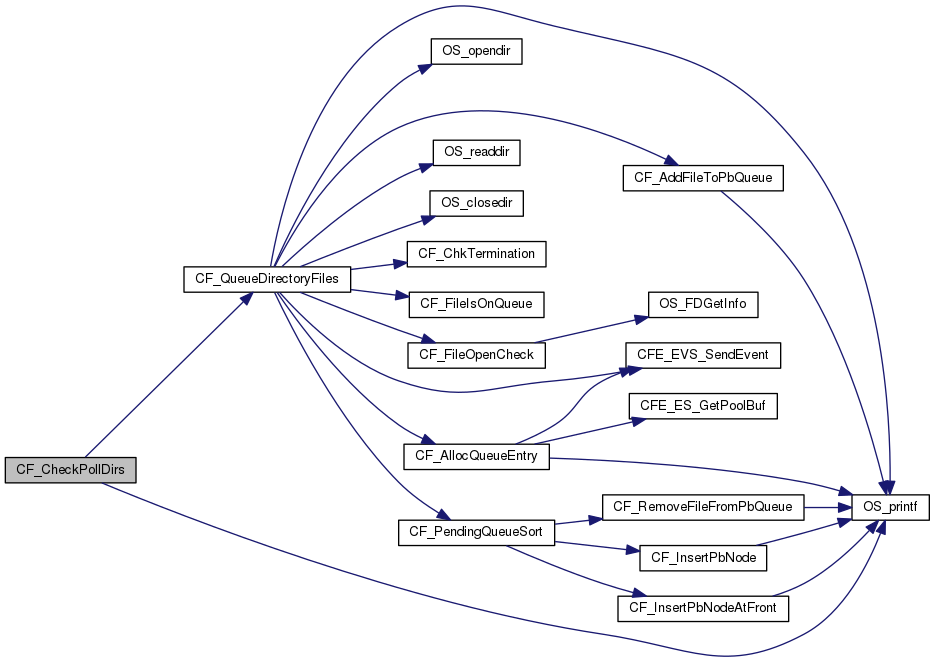 OS_opendir
OS_readdir
CF_AddFileToPbQueue
OS_closedir
CF_ChkTermination
CF_QueueDirectoryFiles
CF_FileIsOnQueue
OS_FDGetInfo
CF_FileOpenCheck
CFE_EVS_SendEvent
CFE_ES_GetPoolBuf
CF_AllocQueueEntry
CF_CheckPollDirs
CF_RemoveFileFromPbQueue
OS_printf
CF_PendingQueueSort
CF_InsertPbNode
CF_InsertPbNodeAtFront